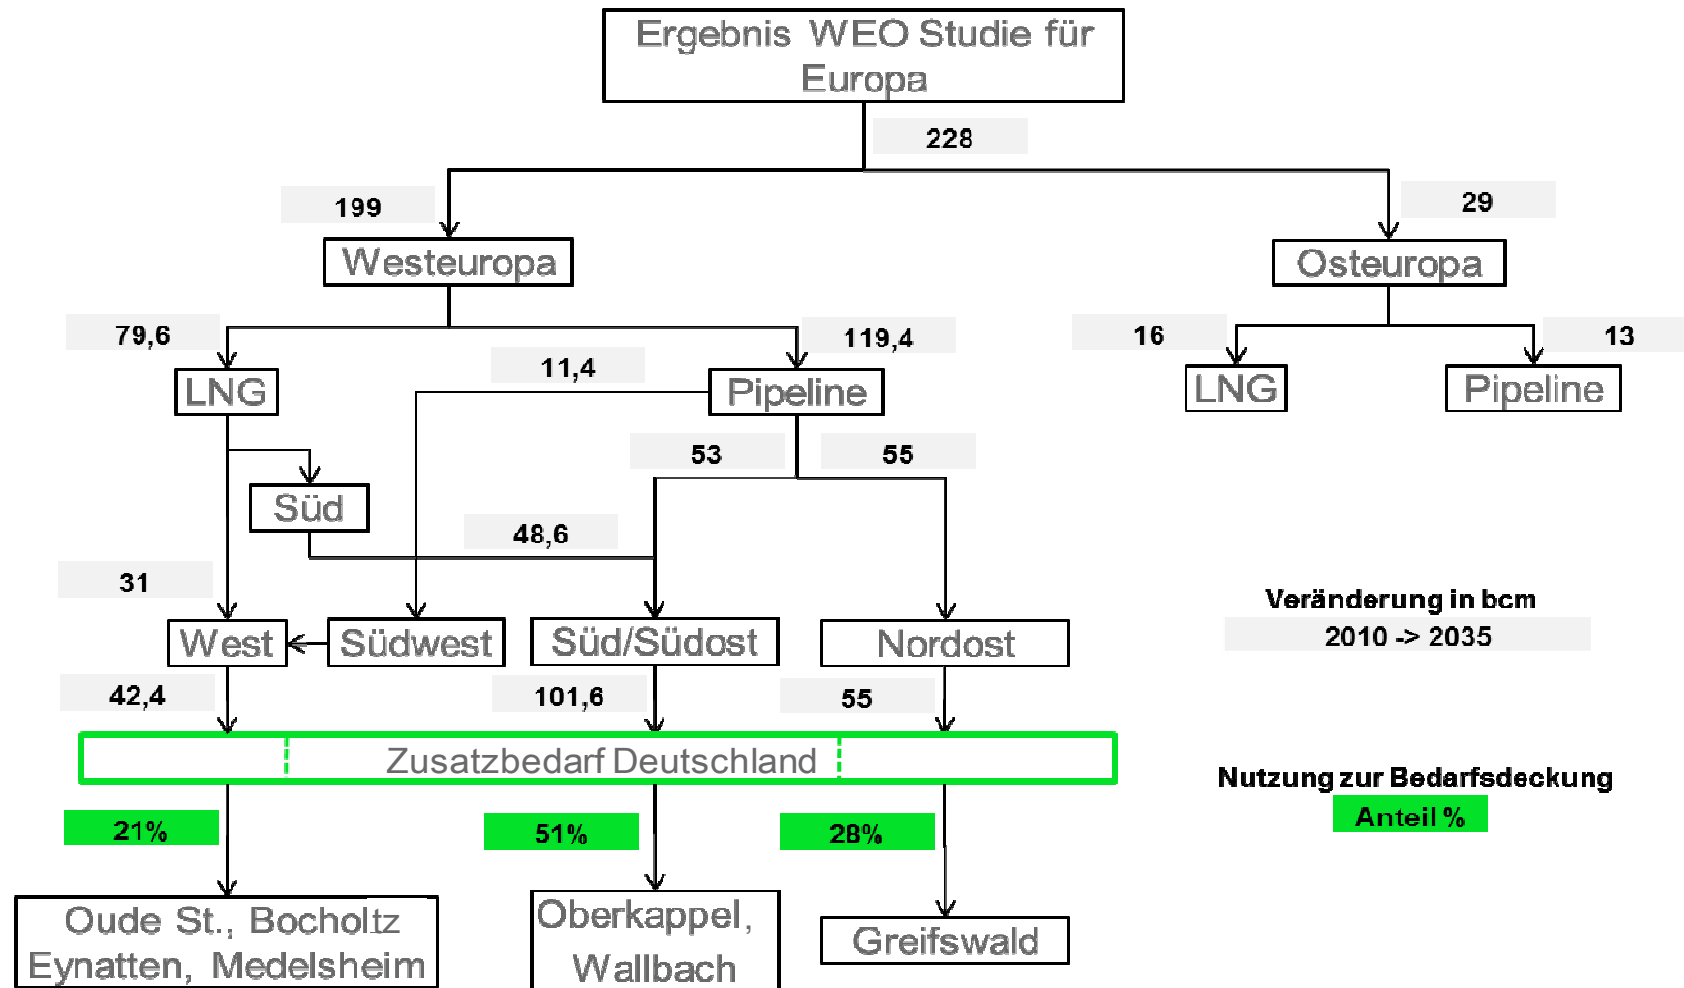 Ergebnis WEO Studie für
Europa
228
199
29
Westeuropa
Osteuropa
79,6
119,4
16
13
11,4
LNG
Pipeline
LNG
Pipeline
53
55
Süd
48,6
31
Veränderung in bcm
2010 -> 2035
West
Südwest
Süd/Südost
Nordost
42,4
101,6
55
Zusatzbedarf Deutschland
Nutzung zur Bedarfsdeckung
Anteil %
21%
51%
28%
Oude St., Bocholtz
Eynatten, Medelsheim
Oberkappel,
Wallbach
Greifswald